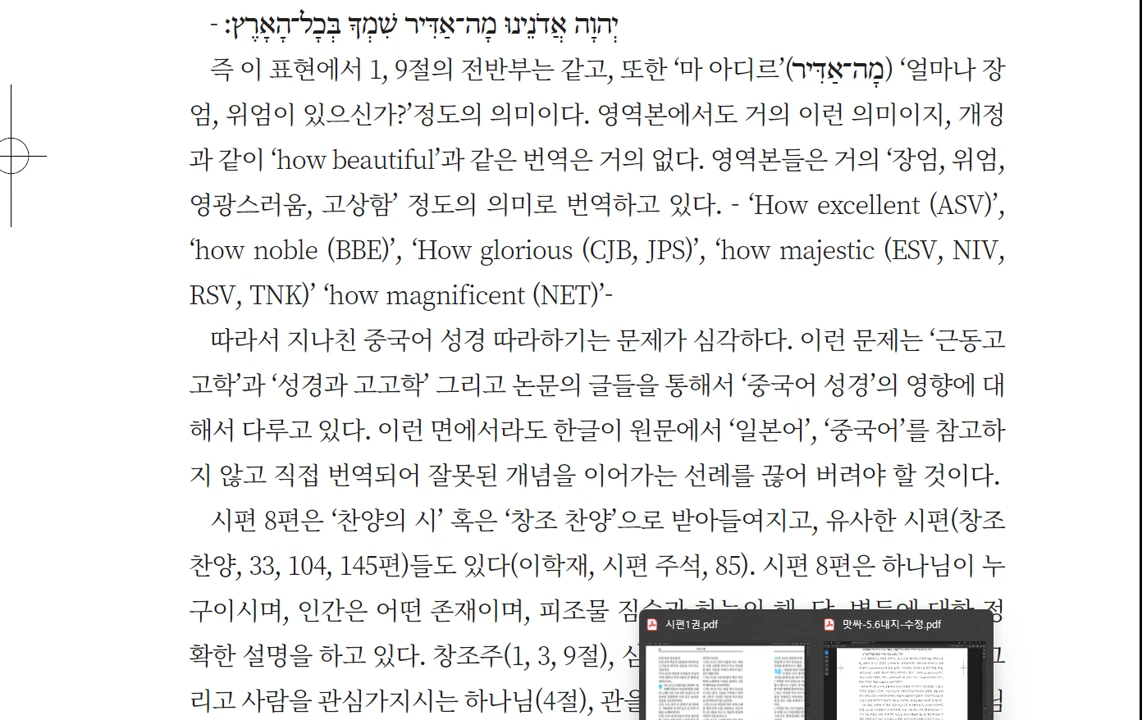 יְהוָה אֲדֹנֵינוּ מָה־אַדִּיר שִׁמְךָ בְּכָל־הָאָרֶץ׃ -
즉 이 표현에서 1, 9절의 전반부는 같고, 또한 ‘마 아디르’(מָה־אַדִּיר) ‘얼마나 장
엄, 위엄이 있으신가?’정도의 의미이다. 영역본에서도 거의 이런 의미이지, 개정
과 같이 ‘how beautiful’과 같은 번역은 거의 없다. 영역본들은 거의 ‘장엄, 위엄,
영광스러움, 고상함’ 정도의 의미로 번역하고 있다. - ‘How excellent (ASV)’,
‘how noble (BBE)’, ‘How glorious (CJB, JPS)’, ‘how majestic (ESV, NIV,
RSV, TNK)’ ‘how magnificent (NET)’-
따라서 지나친 중국어 성경 따라하기는 문제가 심각하다. 이런 문제는 ‘근동고
고학’과 ‘성경과 고고학’ 그리고 논문의 글들을 통해서 ‘중국어 성경’의 영향에 대
해서 다루고 있다. 이런 면에서라도 한글이 원문에서 ‘일본어’, ‘중국어’를 참고하
지 않고 직접 번역되어 잘못된 개념을 이어가는 선례를 끊어 버려야 할 것이다.
시편 8편은 ‘찬양의 시’ 혹은 ‘창조 찬양’으로 받아들여지고, 유사한 시편(창조
찬양, 33, 104, 145편)들도 있다(이학재, 시편 주석, 85). 시편 8편은 하나님이 누
구이시며, 인간은 어떤 존재이며, 피조물 정
확한 설명을 하고 있다. 창조주(1, 3, 9절), 그
리고 사람을 관심가지시는 하나님(4절), 관을
시편1권.pdf
맛싸-5.6내지-수정.pdf